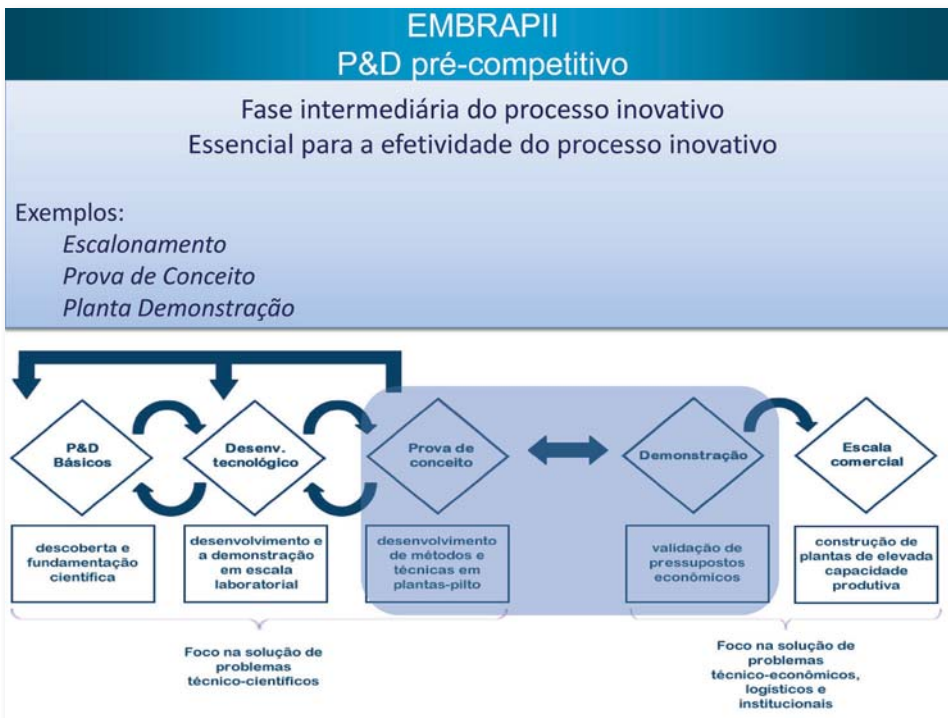 EMBRAPII
P&D pré-competitivo
Fase intermediária do processo inovativo
Essencial para a efetividade do processo inovativo
Exemplos:
Escalonamento
Prova de Conceito
Planta Demonstração
P&D
Básicos
Desenv.
tecnológico
Prova de
conceito
Demonstração
Escala
comercial
descoberta e
fundamentação
científica
desenvolvimento e
a demonstração
em escala
laboratorial
desenvolvimento
de métodos e
técnicas em
plantas-pilto
validação de
pressupostos
econômicos
construção de
plantas de elevada
capacidade
produtiva
Foco na solução de
problemas
técnico-científicos
Foco na solução de
problemas
técnico-econômicos,
logísticos e
institucionais